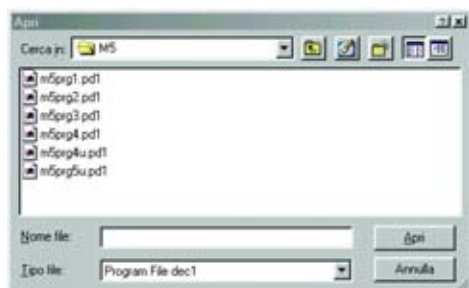 Apri
Cerca in: M5
m5prg1.pd1
m5prg2.pd1
m5prg3.pd1
m5prg4.pd1
m5prg4u.pd1
m5prg5u.pd1
Nome file:
Apri
Tipo file: Program File dec1
Annulla